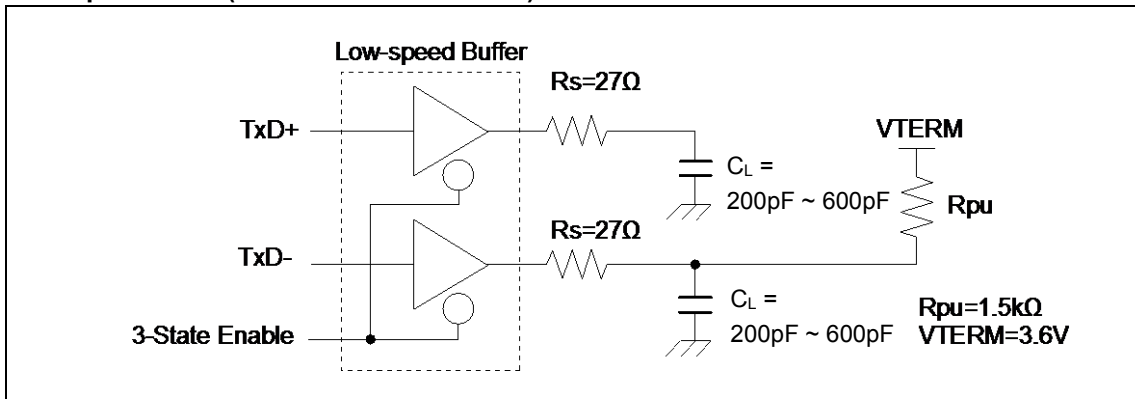 Low-speed Buffer
Rs=27Ω
TxD+
VTERM
CL =
200pF ~ 600pF
Rpu
Rs=27Ω
TxD-
CL =
200pF ~ 600pF
Rpu=1.5kΩ
VTERM=3.6V
3-State Enable